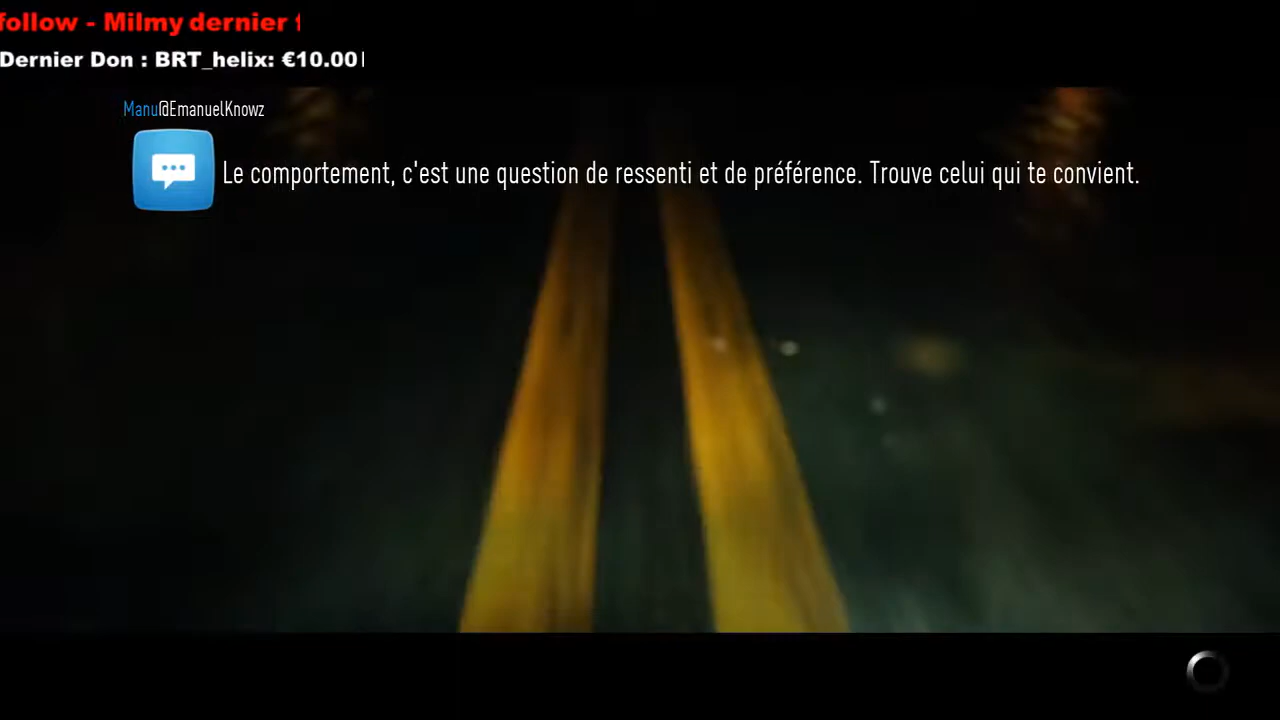 follow - Milmy dernier
Dernier Don : BRT_helix: €10.00
Manu@EmanuelKnowz
Le comportement, c'est une question de ressenti et de préférence. Trouve celui qui te convient.